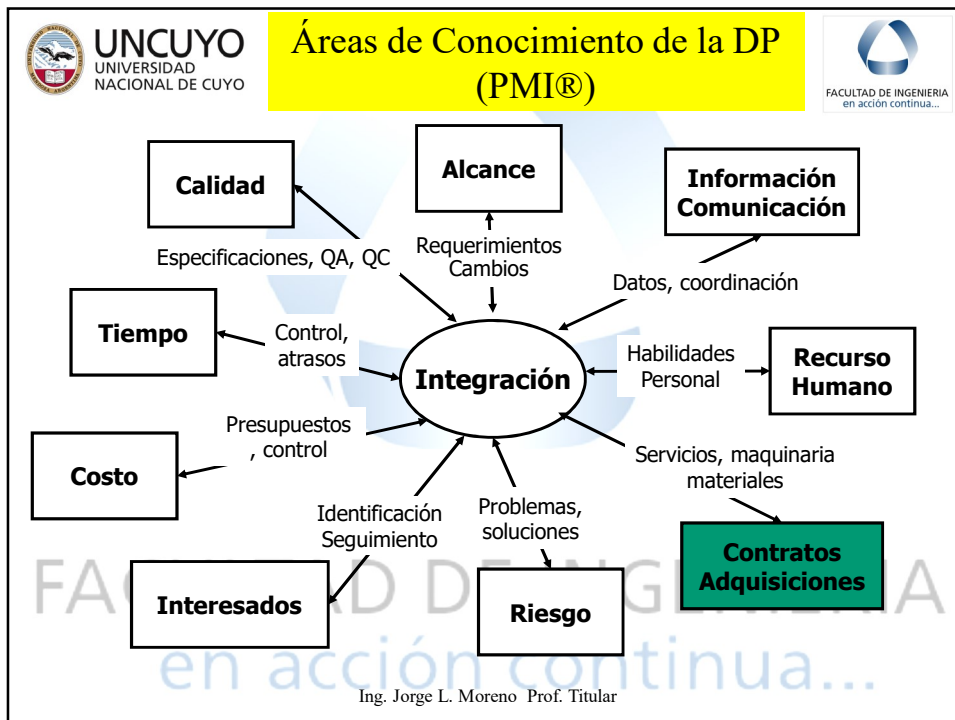 UNCUYO
UNIVERSIDAD
NACIONAL DE CUYO
Áreas de Conocimiento de la DP
(PMI®)
FACULTAD DE INGENIERIA
en acción continua...
Calidad
Alcance
Información
Comunicación
Especificaciones, QA, QC
Requerimientos
Cambios
Datos, coordinación
Tiempo
Control,
atrasos
Integración
Habilidades
Personal
Recurso
Humano
Presupuestos
, control
Costo
Servicios, maquinaria
materiales
Identificación
Seguimiento
Problemas,
soluciones
Contratos
Adquisiciones
Interesados
Riesgo
FACULTAD DE INGENIERIA
en acción continua...
Ing. Jorge L. Moreno Prof. Titular